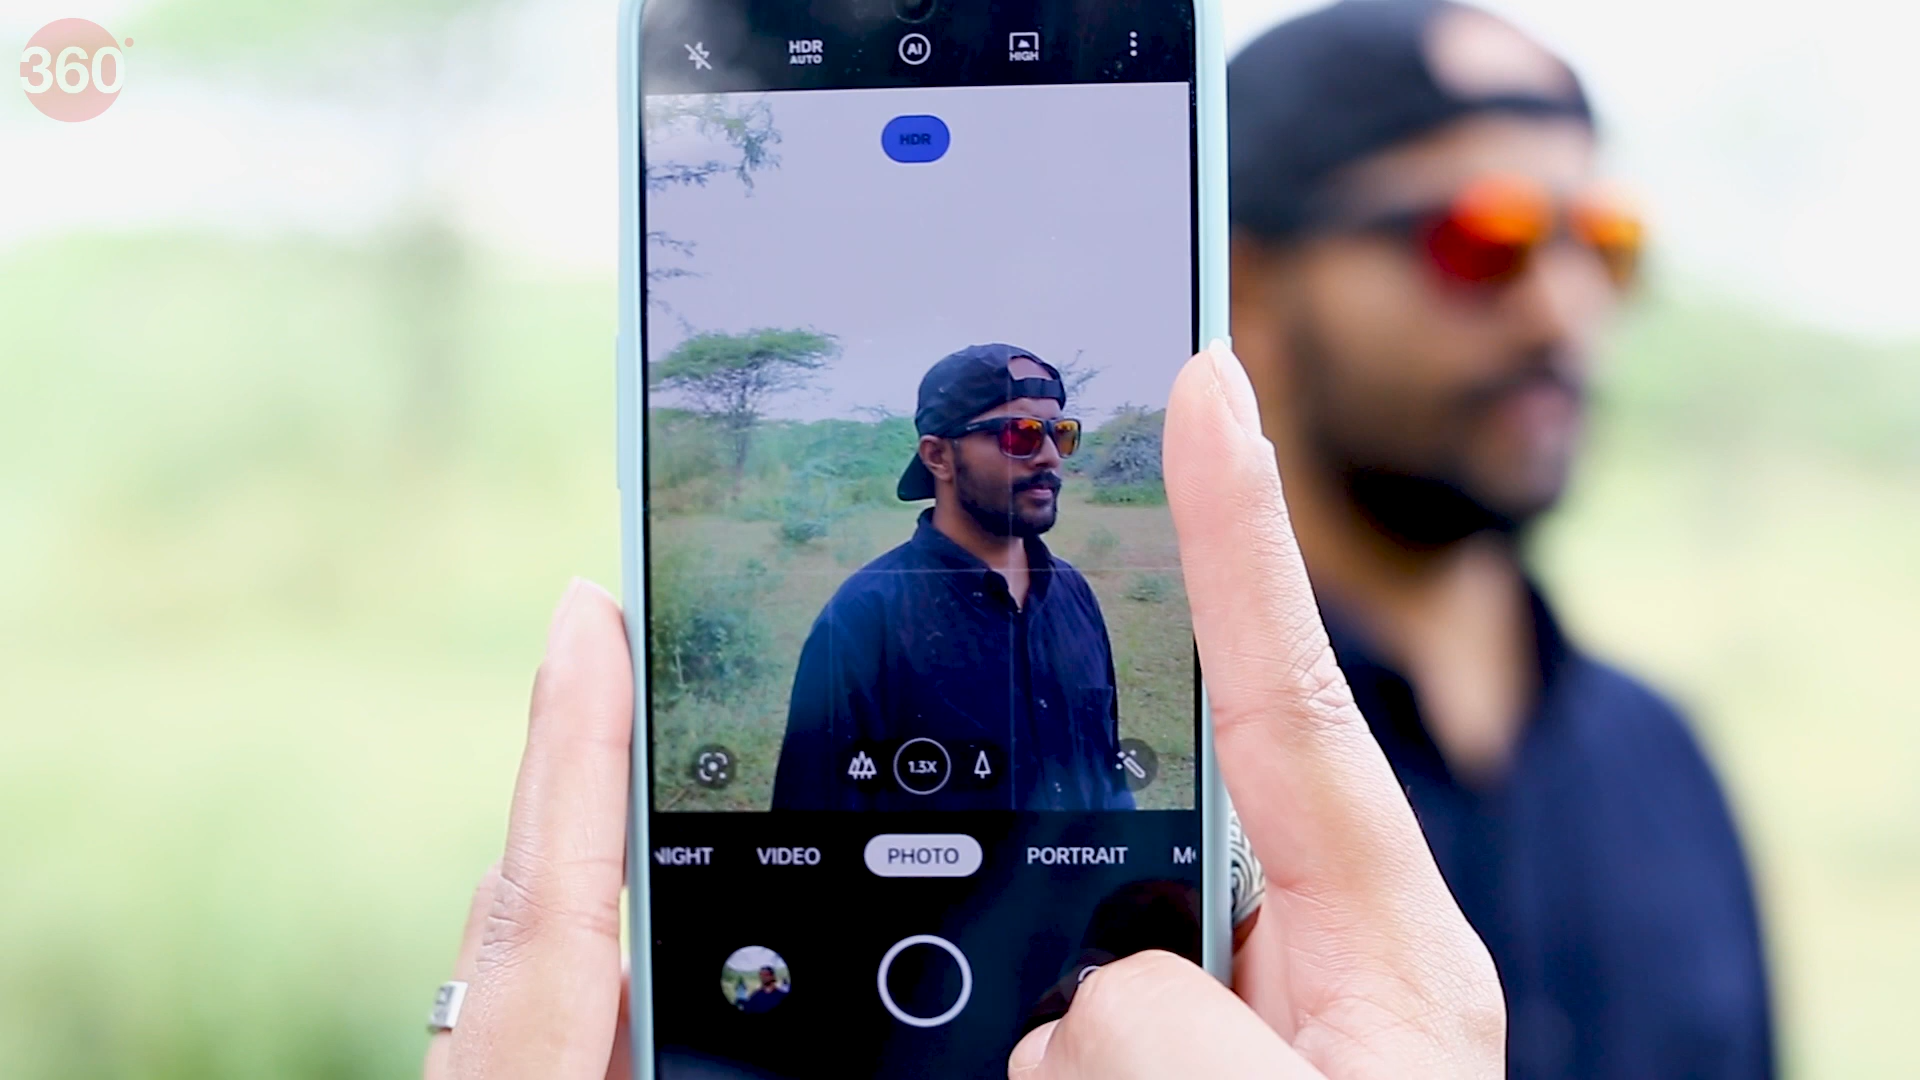 360°
HDR
AUTO
AI
HIGH
HDR
1.3X
NIGHT VIDEO PHOTO PORTRAIT